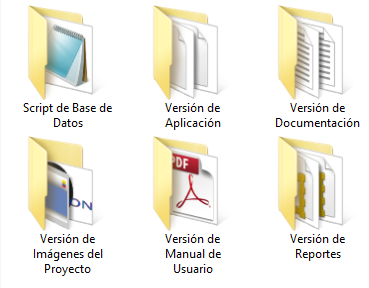 Script de Base de
Datos
Versión de
Aplicación
Versión de
Documentación
ON
PDF
Versión de
Imágenes del
Proyecto
Versión de
Manual de
Usuario
Versión de
Reportes